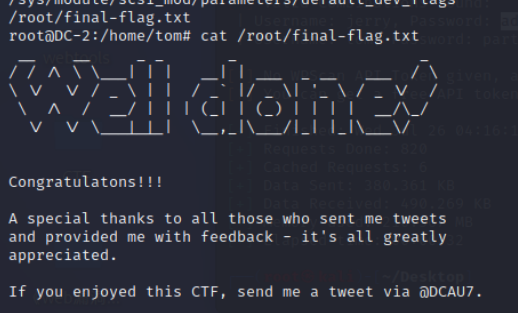 /sys/module/scsi_mod/parameters/default_dev_flags
/root/final-flag.txt
root@DC-2:/home/tom# cat /root/final-flag.txt
Well done!
Congratulatons!!!
A special thanks to all those who sent me tweets
and provided me with feedback - it's all greatly
appreciated.
If you enjoyed this CTF, send me a tweet via @DCAU7.